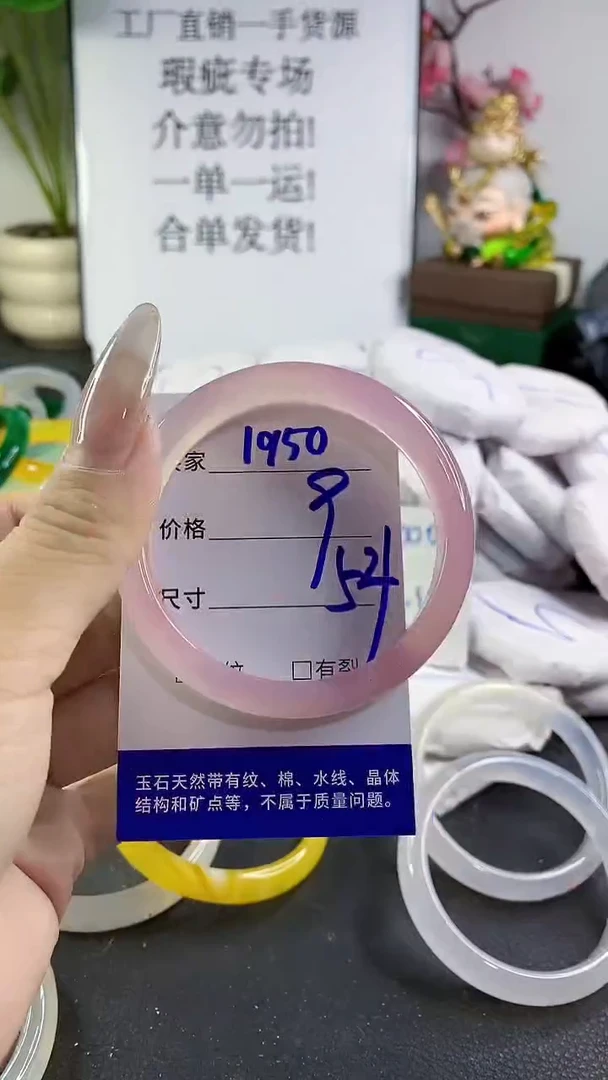 工厂直销一手货源
瑕疵专场
介意勿拍!
一单一运!
合单发货!
家 1950
价格
尺寸 54
纹 □有裂
玉石天然带有纹、棉、水线、晶体
结构和矿点等，不属于质量问题。